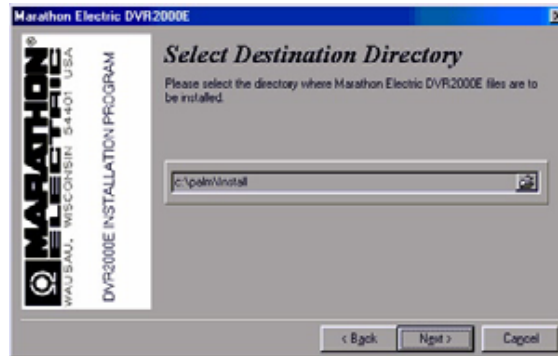 Marathon Electric DVR2000E
MARATHON®
ELECTRIC
WAUSAU, WISCONSIN 54401 USA
DVR2000E INSTALLATION PROGRAM
Select Destination Directory
Please select the directory where Marathon Electric DVR2000E files are to
be installed.
c:\palm\install
< Back
Next >
Cancel